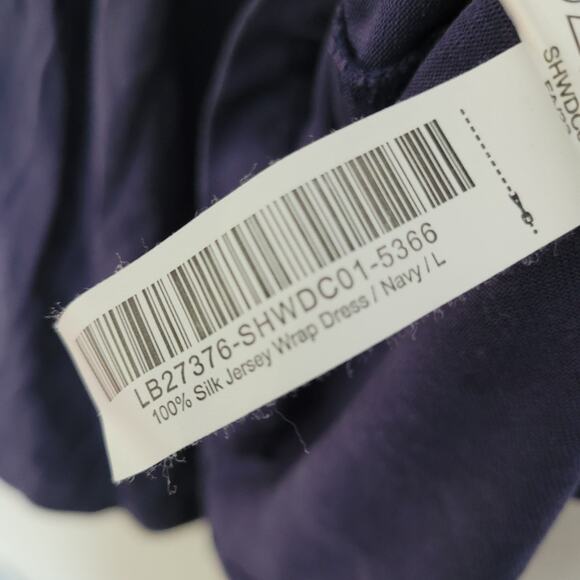 LB27376-SHWDC01-5366
100% Silk Jersey Wrap Dress / Navy / L
SHWDC